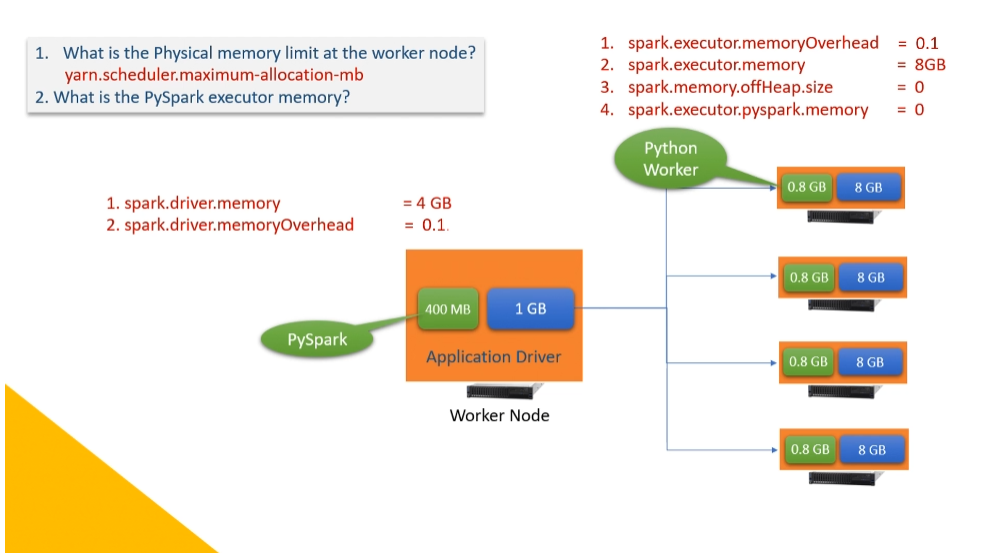 1. What is the Physical memory limit at the worker node?
yarn.scheduler.maximum-allocation-mb
2. What is the PySpark executor memory?
1. spark.executor.memoryOverhead = 0.1
2. spark.executor.memory = 8GB
3. spark.memory.offHeap.size = 0
4. spark.executor.pyspark.memory = 0
Python
Worker
0.8 GB 8 GB
1. spark.driver.memory = 4 GB
2. spark.driver.memoryOverhead = 0.1.
0.8 GB 8 GB
400 MB 1 GB
PySpark
Application Driver
0.8 GB 8 GB
Worker Node
0.8 GB 8 GB